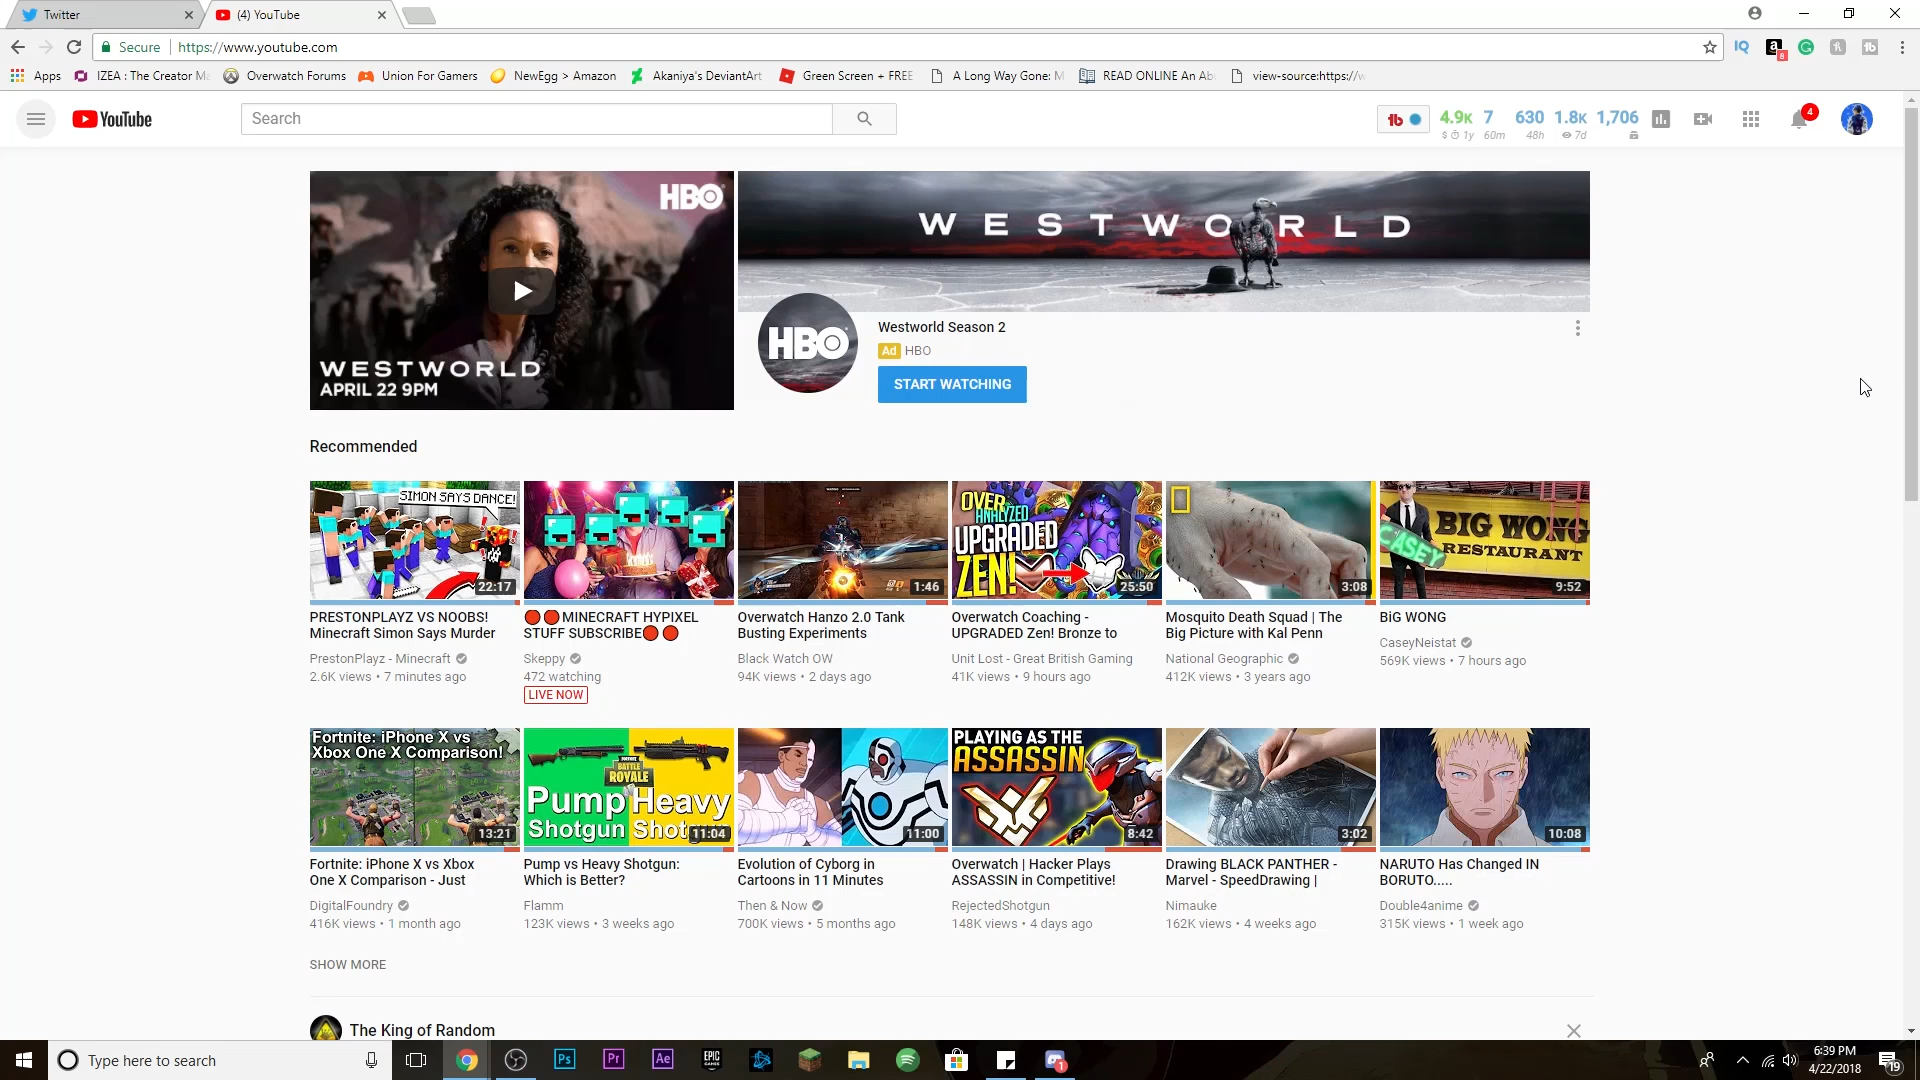 Twitter
(4) YouTube
Secure
https://www.youtube.com
Apps
IZEA : The Creator Ma
Overwatch Forums
Union For Gamers
NewEgg > Amazon
Akaniya's DeviantArt
Green Screen + FREE
A Long Way Gone: M
READ ONLINE An Ab
view-source:https://w
YouTube
Search
4.9K 7 630 1.8K 1,706
1y 60m 48h 7d
4
HBO
WESTWORLD
APRIL 22 9PM
WESTWORLD
HBO
Westworld Season 2
Ad HBO
START WATCHING
Recommended
SIMON SAYS DANCE!
22:17
PRESTONPLAYZ VS NOOBS!
Minecraft Simon Says Murder
PrestonPlayz - Minecraft
2.6K views • 7 minutes ago
MINECRAFT HYPIXEL
STUFF SUBSCRIBE
Skeppy
472 watching
LIVE NOW
1:46
Overwatch Hanzo 2.0 Tank
Busting Experiments
Black Watch OW
94K views • 2 days ago
OVER
ANALYZED
UPGRADED
ZEN!
25:50
Overwatch Coaching -
UPGRADED Zen! Bronze to
Unit Lost - Great British Gaming
41K views • 9 hours ago
3:08
Mosquito Death Squad | The
Big Picture with Kal Penn
National Geographic
412K views • 3 years ago
BIG WONG
RESTAURANT
CASEY
9:52
BiG WONG
CaseyNeistat
569K views • 7 hours ago
Fortnite: iPhone X vs
Xbox One X Comparison!
13:21
Fortnite: iPhone X vs Xbox
One X Comparison - Just
DigitalFoundry
416K views • 1 month ago
BATTLE
ROYALE
Pump Heavy
Shotgun Shot
11:04
Pump vs Heavy Shotgun:
Which is Better?
Flamm
123K views • 3 weeks ago
11:00
Evolution of Cyborg in
Cartoons in 11 Minutes
Then & Now
700K views • 5 months ago
PLAYING AS THE
ASSASSIN
8:42
Overwatch | Hacker Plays
ASSASSIN in Competitive!
RejectedShotgun
148K views • 4 days ago
3:02
Drawing BLACK PANTHER -
Marvel - SpeedDrawing |
Nimauke
162K views • 4 weeks ago
10:08
NARUTO Has Changed IN
BORUTO.....
Double4anime
315K views • 1 week ago
SHOW MORE
The King of Random
Type here to search
Ps
Pr
Ae
EPIC
GAMES
1
6:39 PM
4/22/2018
19